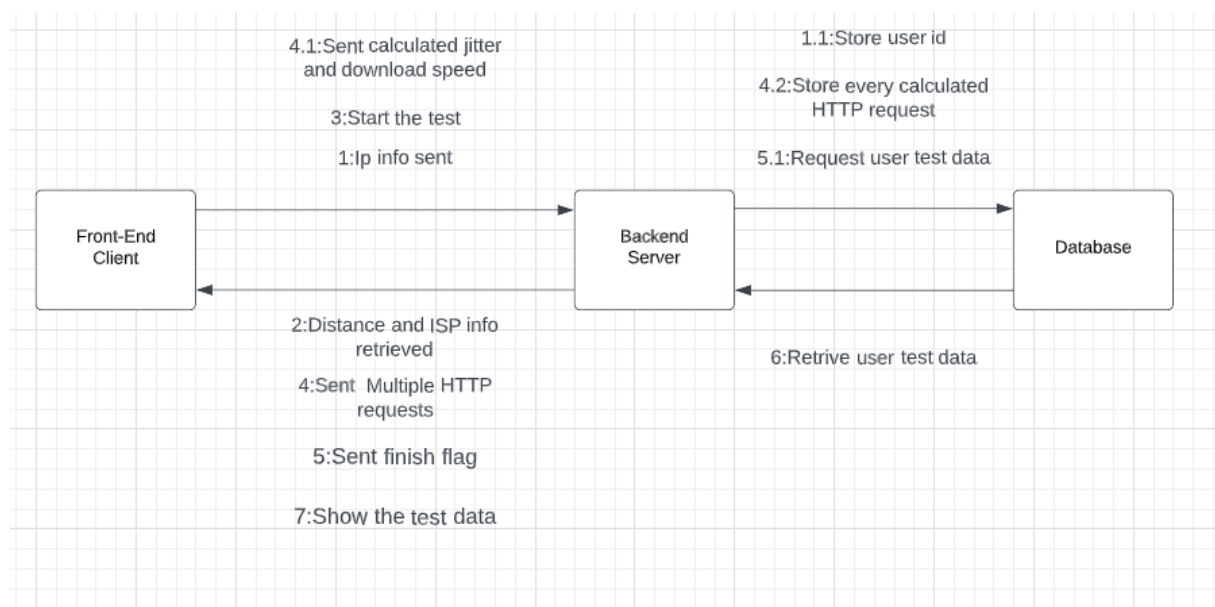 4.1:Sent calculated jitter
and download speed
3:Start the test
1:Ip info sent
1.1:Store user id
4.2:Store every calculated
HTTP request
5.1:Request user test data
Front-End
Client
Backend
Server
Database
2:Distance and ISP info
retrieved
4:Sent Multiple HTTP
requests
5:Sent finish flag
7:Show the test data
6:Retrive user test data